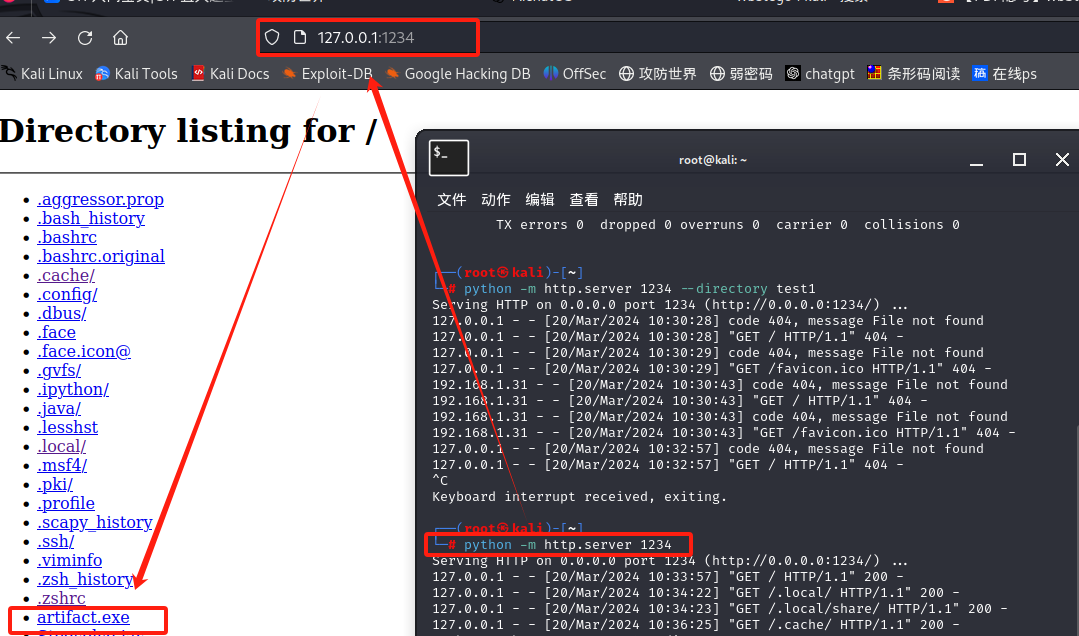 127.0.0.1:1234
Kali Linux Kali Tools Kali Docs Exploit-DB Google Hacking DB OffSec 攻防世界 弱密码 chatgpt 条形码阅读 在线ps
Directory listing for /
.aggressor.prop
.bash_history
.bashrc
.bashrc.original
.cache/
.config/
.dbus/
.face
.face.icon@
.gvfs/
.ipython/
.java/
.lesshst
.local/
.msf4/
.pki/
.profile
.scapy_history
.ssh/
.viminfo
.zsh_history
.zshrc
artifact.exe
root@kali: ~
文件 动作 编辑 查看 帮助
TX errors 0  dropped 0 overruns 0  carrier 0  collisions 0
┌──(root㉿kali)-[~]
└─# python -m http.server 1234 --directory test1
Serving HTTP on 0.0.0.0 port 1234 (http://0.0.0.0:1234/) ...
127.0.0.1 - - [20/Mar/2024 10:30:28] code 404, message File not found
127.0.0.1 - - [20/Mar/2024 10:30:28] "GET / HTTP/1.1" 404 -
127.0.0.1 - - [20/Mar/2024 10:30:29] code 404, message File not found
127.0.0.1 - - [20/Mar/2024 10:30:29] "GET /favicon.ico HTTP/1.1" 404 -
192.168.1.31 - - [20/Mar/2024 10:30:43] code 404, message File not found
192.168.1.31 - - [20/Mar/2024 10:30:43] "GET / HTTP/1.1" 404 -
192.168.1.31 - - [20/Mar/2024 10:30:43] code 404, message File not found
192.168.1.31 - - [20/Mar/2024 10:30:43] "GET /favicon.ico HTTP/1.1" 404 -
127.0.0.1 - - [20/Mar/2024 10:32:57] code 404, message File not found
127.0.0.1 - - [20/Mar/2024 10:32:57] "GET / HTTP/1.1" 404 -
^C
Keyboard interrupt received, exiting.
┌──(root㉿kali)-[~]
└─# python -m http.server 1234
Serving HTTP on 0.0.0.0 port 1234 (http://0.0.0.0:1234/) ...
127.0.0.1 - - [20/Mar/2024 10:33:57] "GET / HTTP/1.1" 200 -
127.0.0.1 - - [20/Mar/2024 10:34:22] "GET /.local/ HTTP/1.1" 200 -
127.0.0.1 - - [20/Mar/2024 10:34:23] "GET /.local/share/ HTTP/1.1" 200 -
127.0.0.1 - - [20/Mar/2024 10:36:25] "GET /.cache/ HTTP/1.1" 200 -